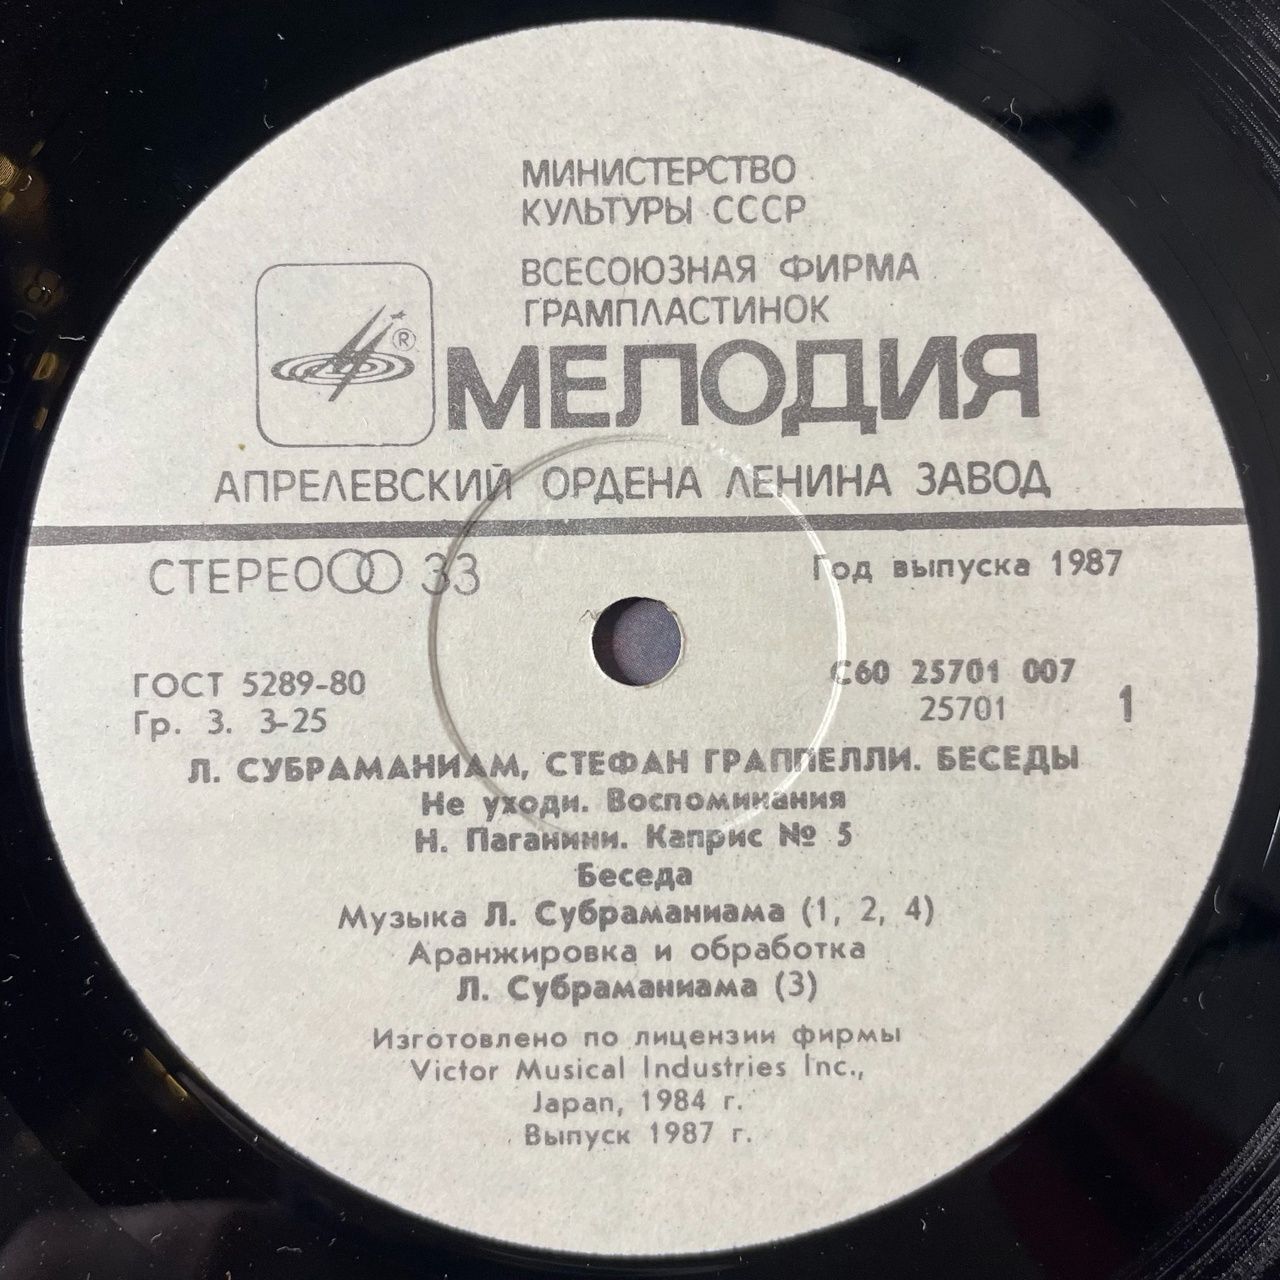 МИНИСТЕРСТВО
КУЛЬТУРЫ СССР
ВСЕСОЮЗНАЯ ФИРМА
ГРАМПЛАСТИНОК
®
МЕЛОДИЯ
АПРЕЛЕВСКИЙ ОРДЕНА ЛЕНИНА ЗАВОД
СТЕРЕО 33
Год выпуска 1987
ГОСТ 5289-80
Гр. 3. 3-25
С60 25701 007
25701
1
Л. СУБРАМАНИАМ, СТЕФАН ГРАППЕЛЛИ. БЕСЕДЫ
Не уходи. Воспоминания
Н. Паганини. Каприс № 5
Беседа
Музыка Л. Субраманиама (1, 2, 4)
Аранжировка и обработка
Л. Субраманиама (3)
Изготовлено по лицензии фирмы
Victor Musical Industries Inc.,
Japan, 1984 г.
Выпуск 1987 г.